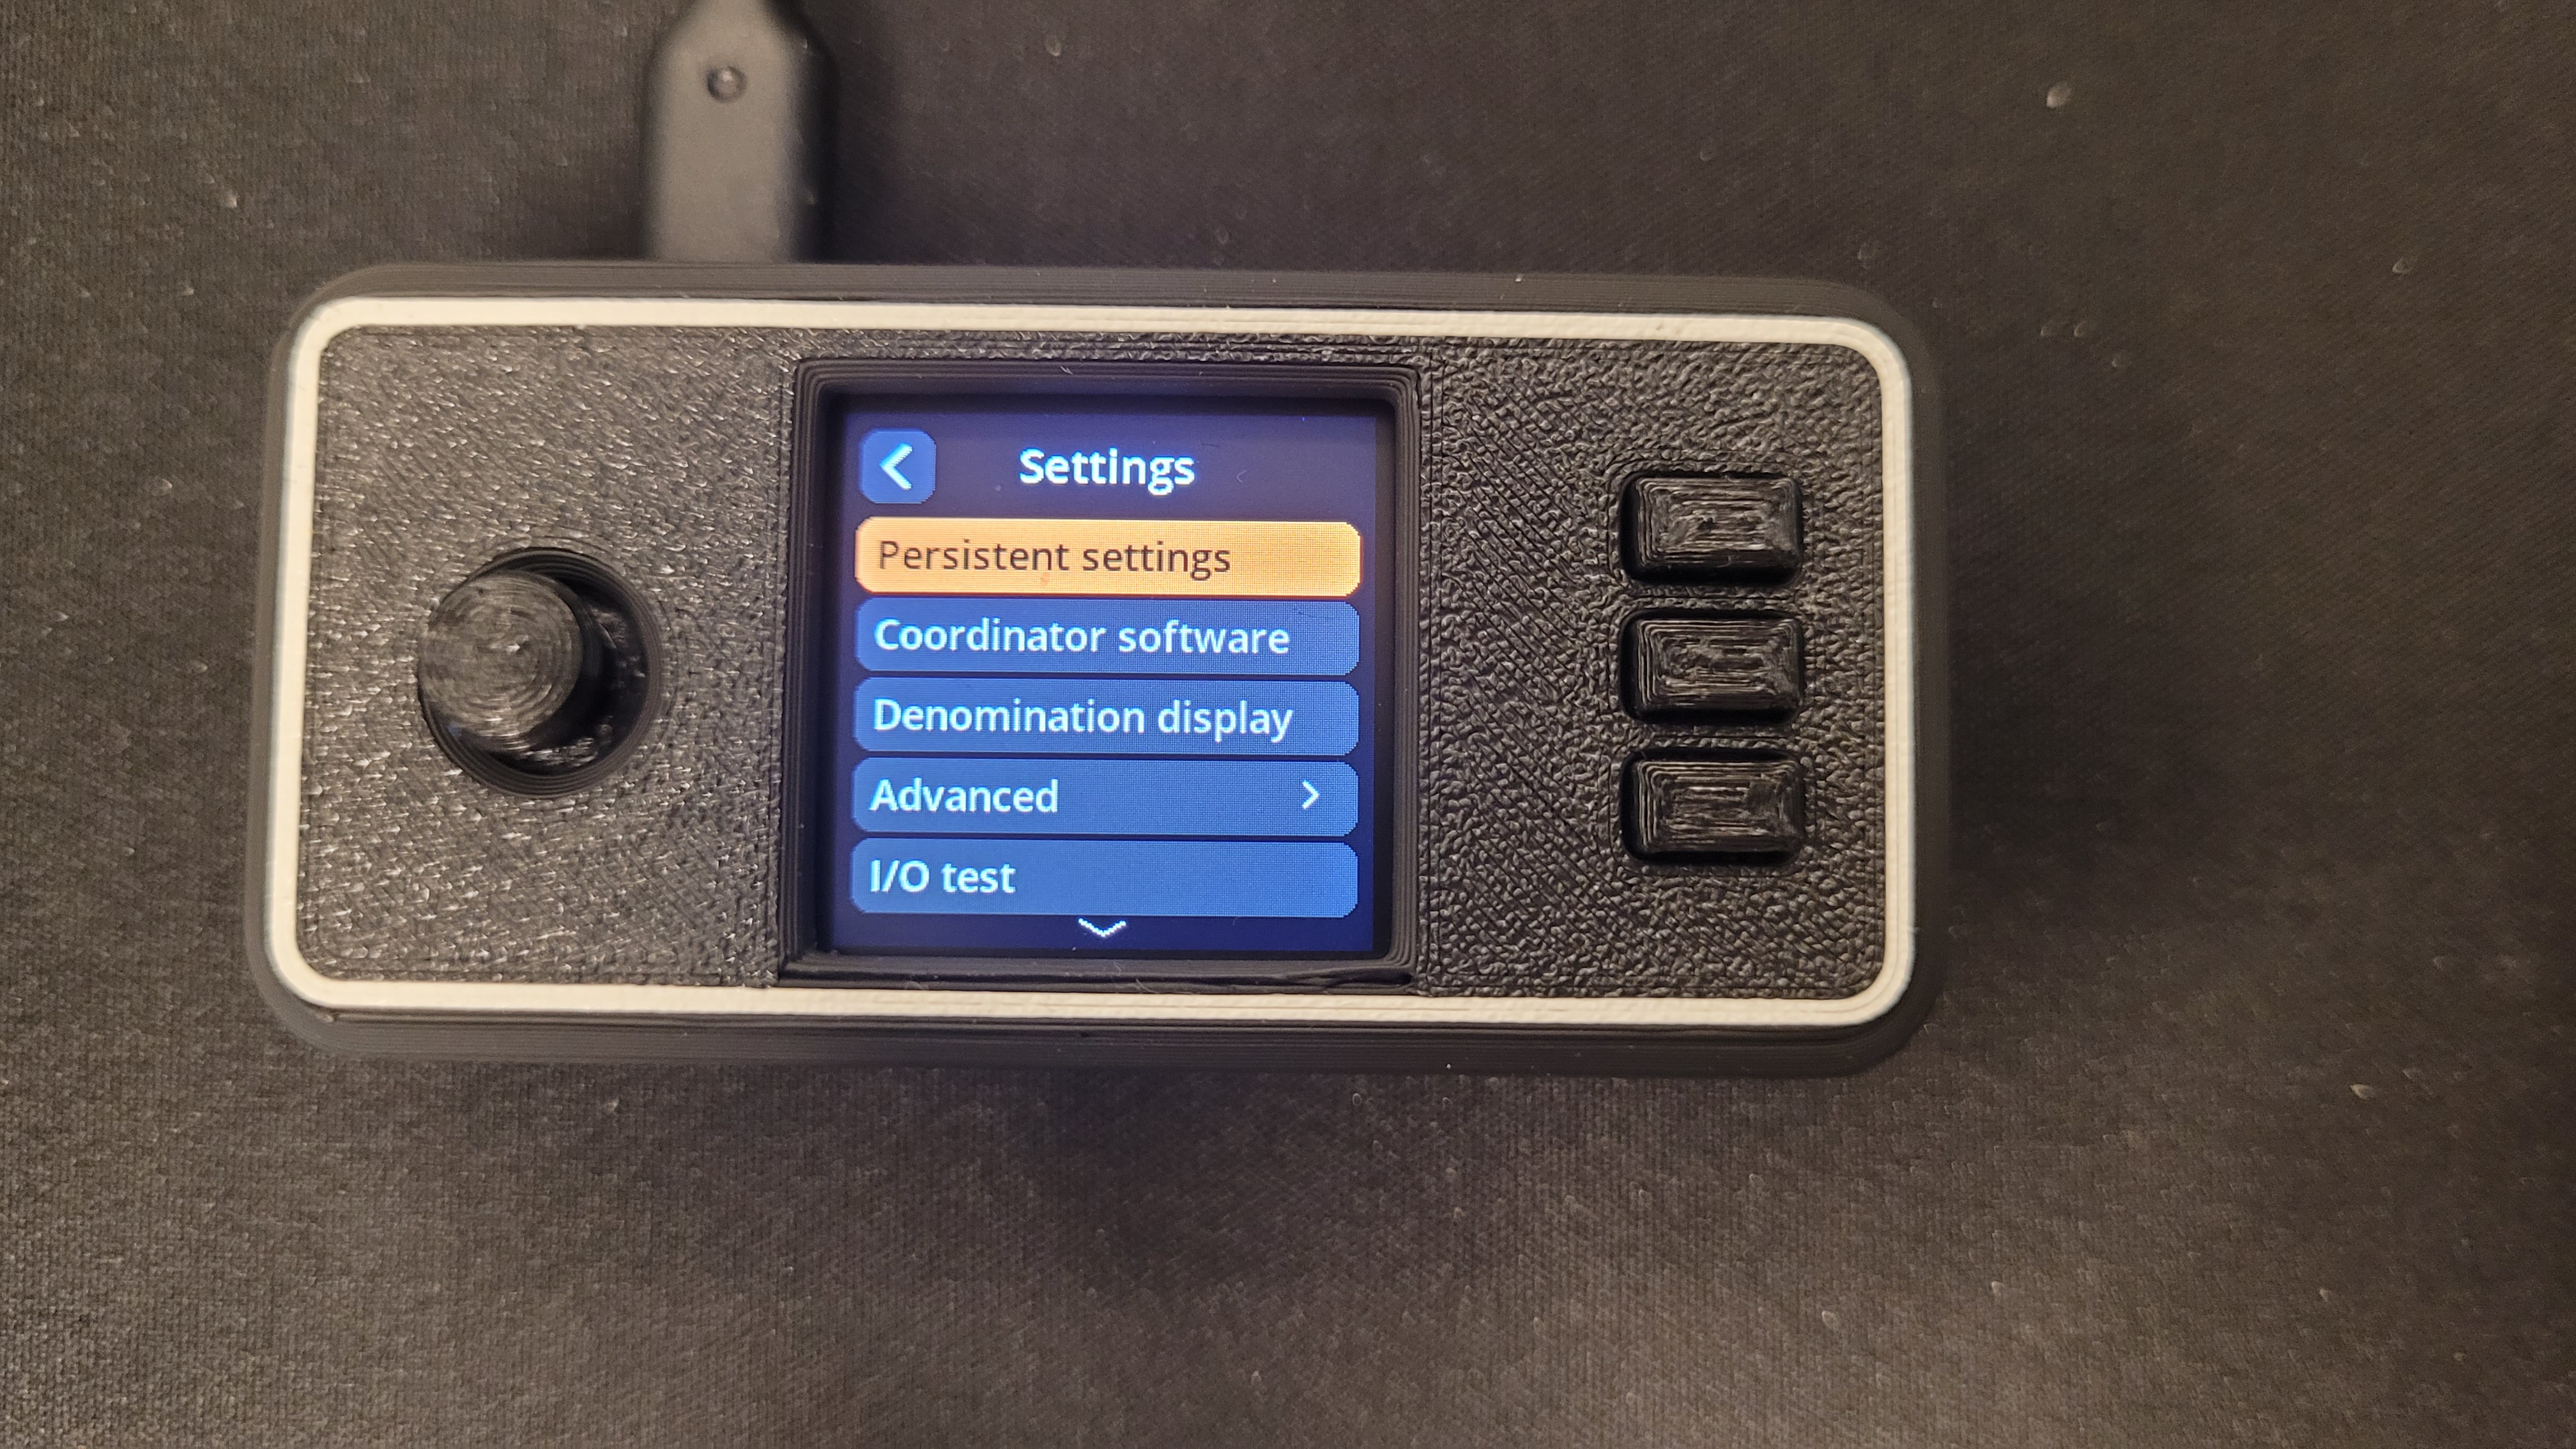 Settings
Persistent settings
Coordinator software
Denomination display
Advanced
I/O test